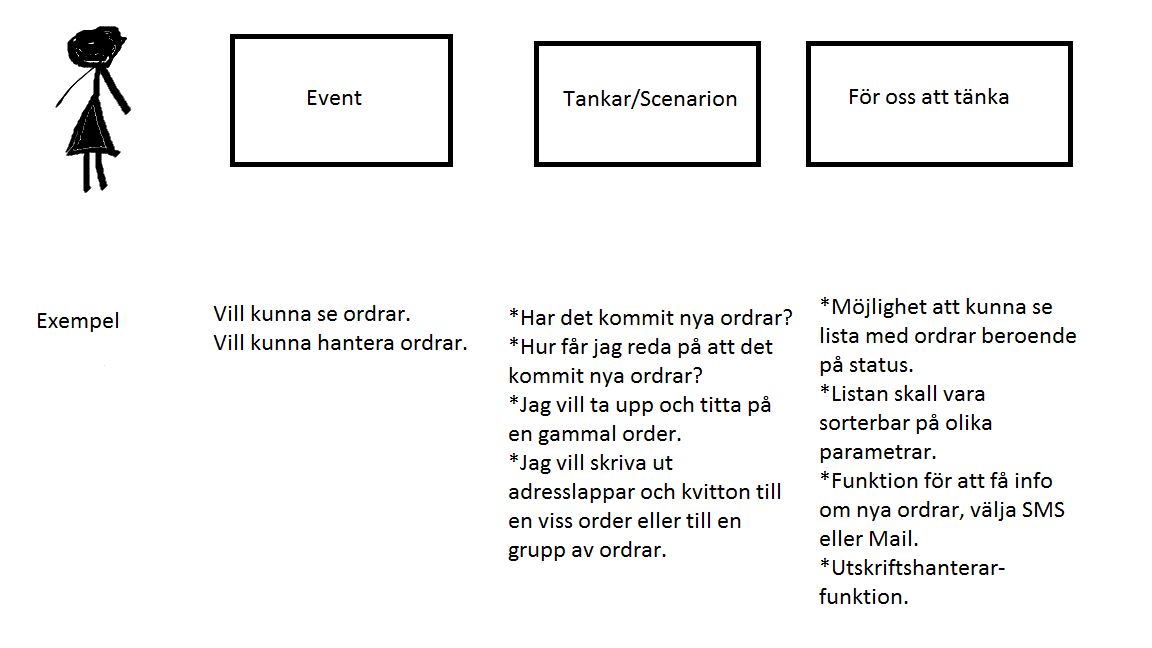 Event
Tankar/Scenarion
För oss att tänka
Exempel
Vill kunna se ordrar.
Vill kunna hantera ordrar.
*Har det kommit nya ordrar?
*Hur får jag reda på att det
kommit nya ordrar?
*Jag vill ta upp och titta på
en gammal order.
*Jag vill skriva ut
adresslappar och kvitton till
en viss order eller till en
grupp av ordrar.
*Möjlighet att kunna se
lista med ordrar beroende
på status.
*Listan skall vara
sorterbar på olika
parametrar.
*Funktion för att få info
om nya ordrar, välja SMS
eller Mail.
*Utskriftshanterar-
funktion.